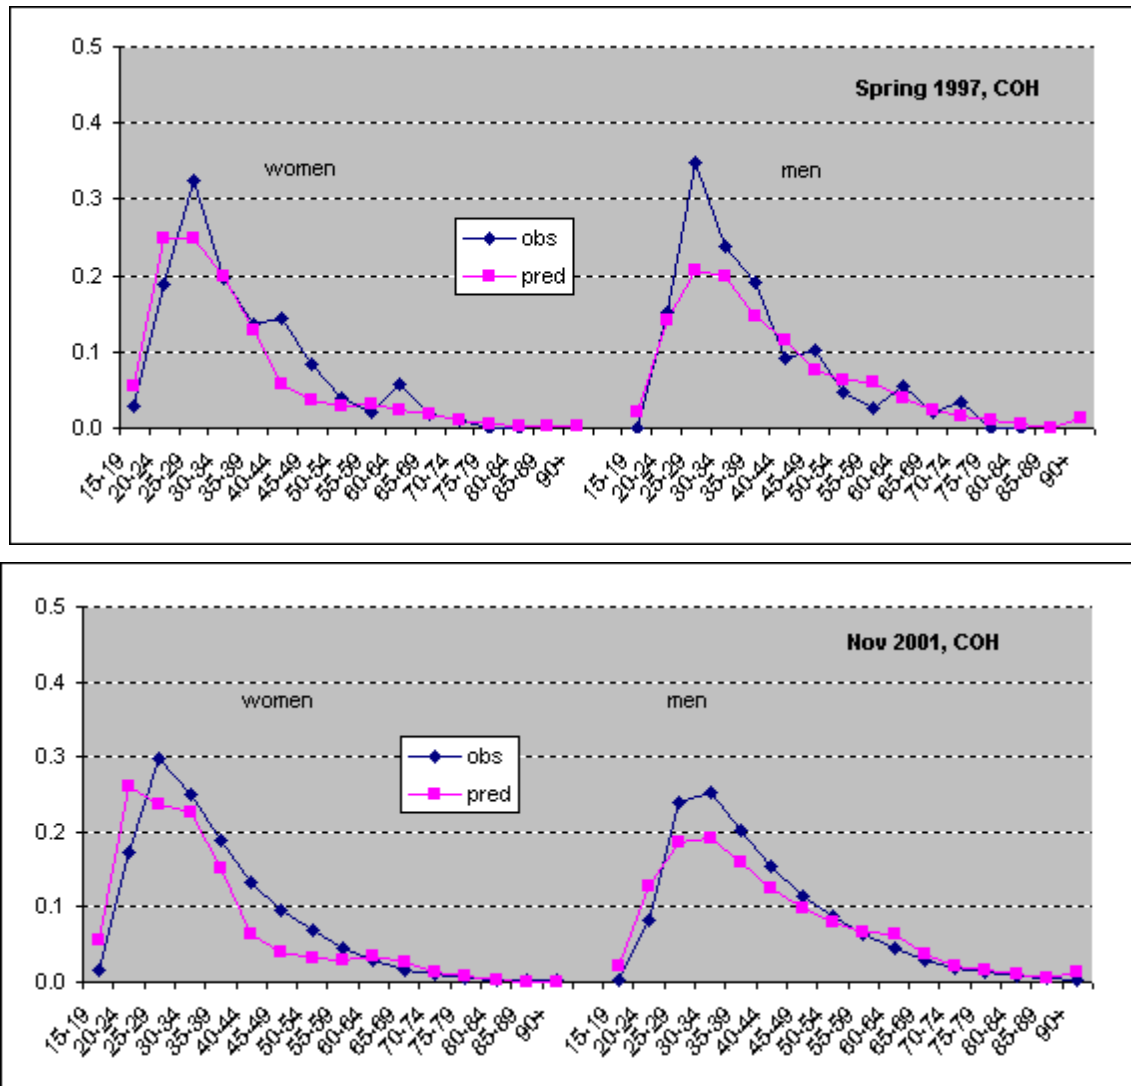 0.5
Spring 1997, COH
0.4
women
men
0.3
obs
0.2
pred
0.1
0.0
15-19 20-24 25-29 30-34 35-39 40-44 45-49 50-54 55-59 60-64 65-69 70-74 75-79 80-84 85-89 90+ 15-19 20-24 25-29 30-34 35-39 40-44 45-49 50-54 55-59 60-64 65-69 70-74 75-79 80-84 85-89 90+
0.5
Nov 2001, COH
0.4
women men
0.3
obs
pred
0.2
0.1
0.0
15-19 20-24 25-29 30-34 35-39 40-44 45-49 50-54 55-59 60-64 65-69 70-74 75-79 80-84 85-89 90+ 15-19 20-24 25-29 30-34 35-39 40-44 45-49 50-54 55-59 60-64 65-69 70-74 75-79 80-84 85-89 90+